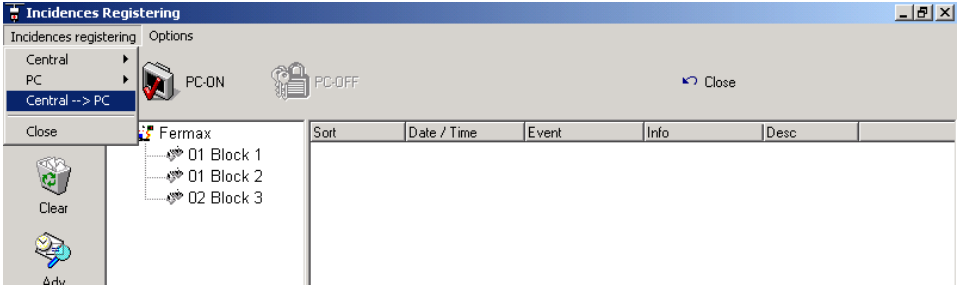 Incidences Registering
Incidences registering Options
Central
PC
Central --> PC
Close
PC-ON
PC-OFF
Close
Fermax
01 Block 1
01 Block 2
02 Block 3
Sort Date / Time Event Info Desc
Clear
Adv